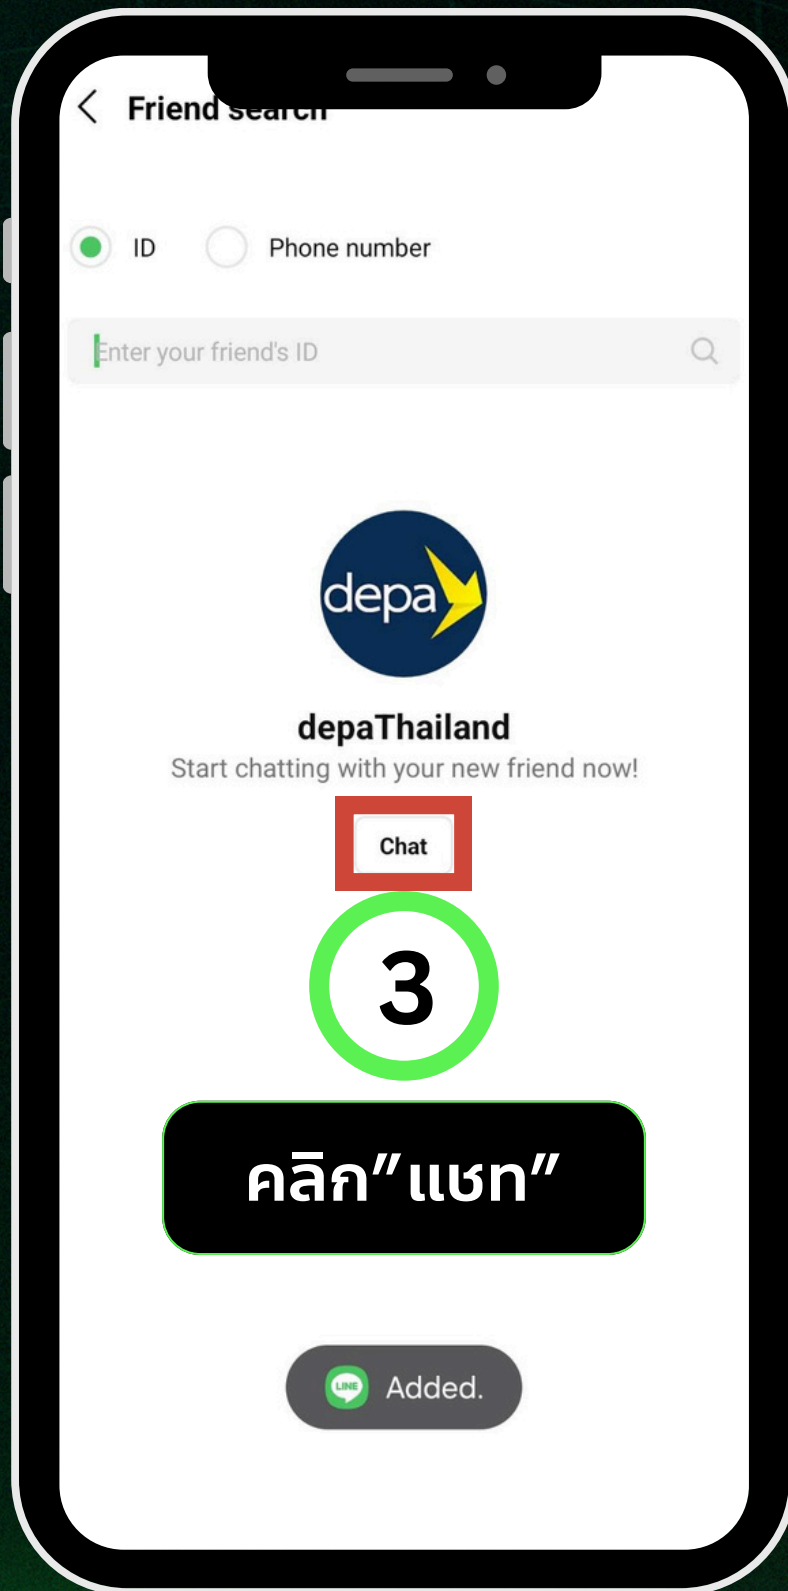 Friend search
ID
Phone number
Enter your friend's ID
depa
depaThailand
Start chatting with your new friend now!
Chat
3
คลิก"แชท"
LINE
Added.